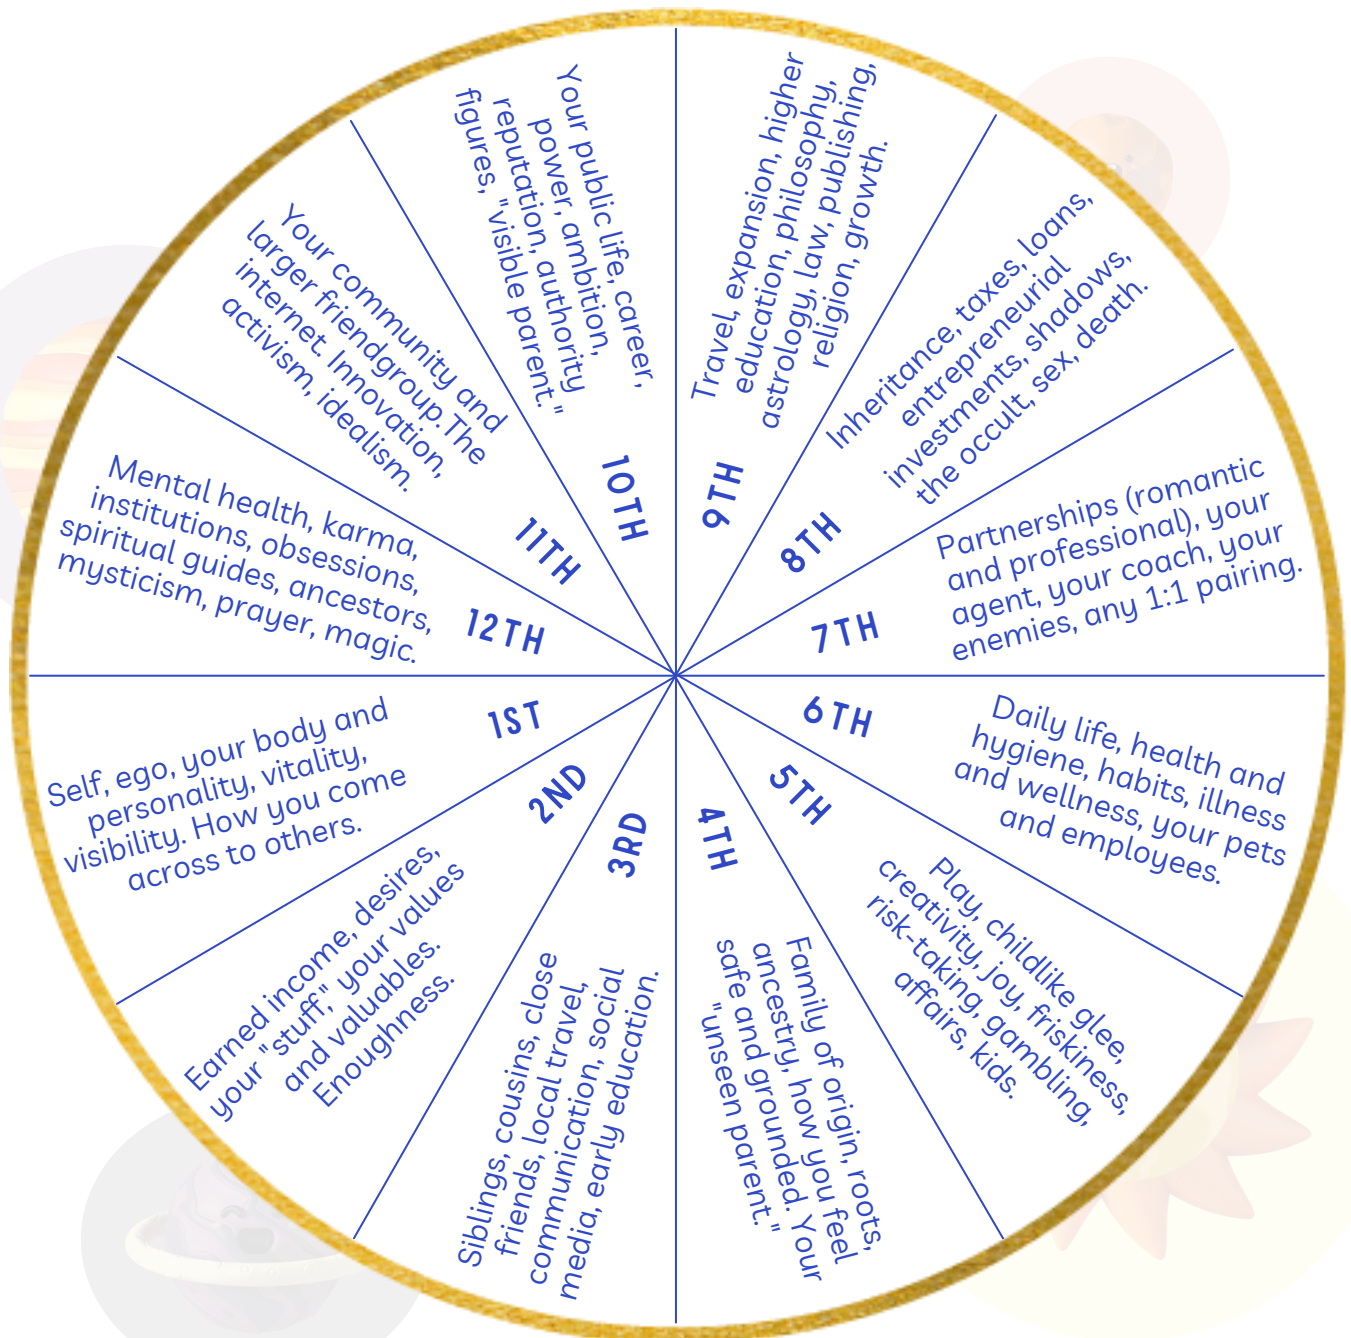 1ST
Self, ego, your body and
personality, vitality,
visibility. How you come
across to others.
2ND
Earned income, desires,
your "stuff," your values
and valuables.
Enoughness.
3RD
Siblings, cousins, close
friends, local travel,
communication, social
media, early education.
4TH
Family of origin, roots,
ancestry, how you feel
safe and grounded. Your
"unseen parent."
5TH
Play, childlike glee,
creativity, joy, friskiness,
risk-taking, gambling,
affairs, kids.
6TH
Daily life, health and
hygiene, habits, illness
and wellness, your pets
and employees.
7TH
Partnerships (romantic
and professional), your
agent, your coach, your
enemies, any 1:1 pairing.
8TH
Inheritance, taxes, loans,
entrepreneurial
investments, shadows,
the occult, sex, death.
9TH
Travel, expansion, higher
education, philosophy,
astrology, law, publishing,
religion, growth.
10TH
Your public life, career,
power, ambition,
reputation, authority
figures, "visible parent."
11TH
Your community and
larger friendgroup.The
internet. Innovation,
activism, idealism.
12TH
Mental health, karma,
institutions, obsessions,
spiritual guides, ancestors,
mysticism, prayer, magic.